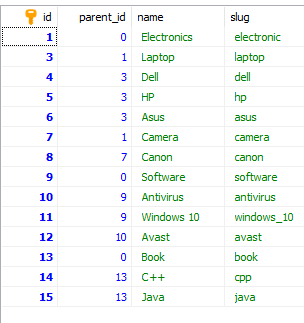 id parent_id name slug
1 0 Electronics electronic
3 1 Laptop laptop
4 3 Dell dell
5 3 HP hp
6 3 Asus asus
7 1 Camera camera
8 7 Canon canon
9 0 Software software
10 9 Antivirus antivirus
11 9 Windows 10 windows_10
12 10 Avast avast
13 0 Book book
14 13 C++ cpp
15 13 Java java